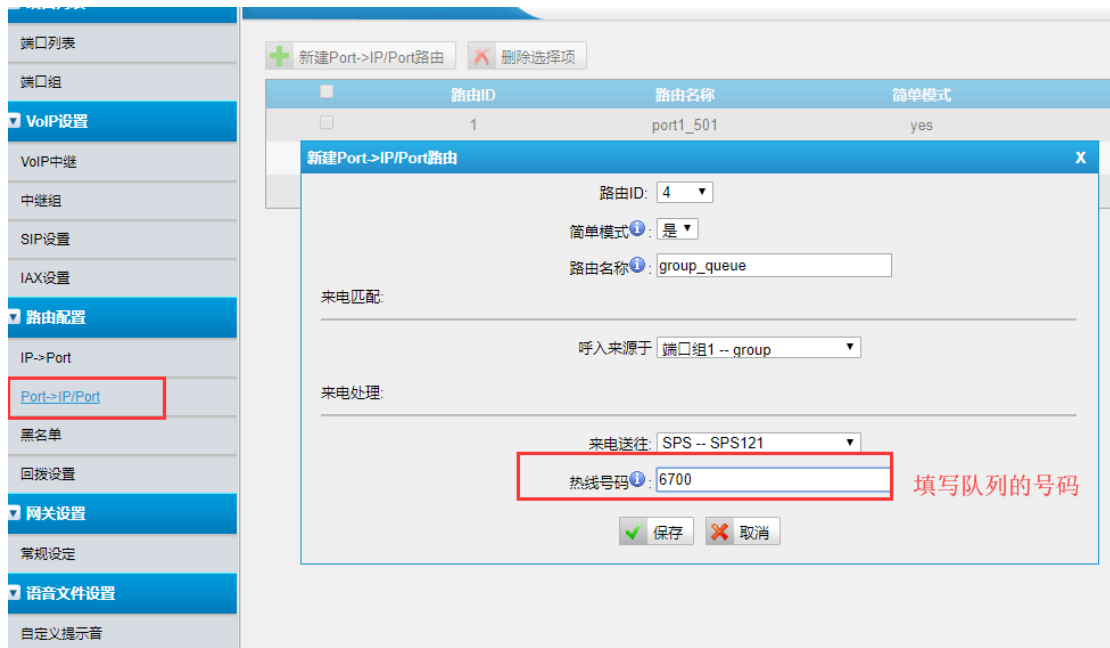 端口列表
端口组
VoIP设置
VoIP中继
中继组
SIP设置
IAX设置
路由配置
IP->Port
Port->IP/Port
黑名单
回拨设置
网关设置
常规设定
语音文件设置
自定义提示音
新建Port->IP/Port路由 删除选择项
路由ID 路由名称 简单模式
1 port1_501 yes
新建Port->IP/Port路由 X
路由ID: 4
简单模式: 是
路由名称: group_queue
来电匹配:
呼入来源于 端口组1 -- group
来电处理:
来电送往: SPS -- SPS121
热线号码: 6700
填写队列的号码
保存 取消